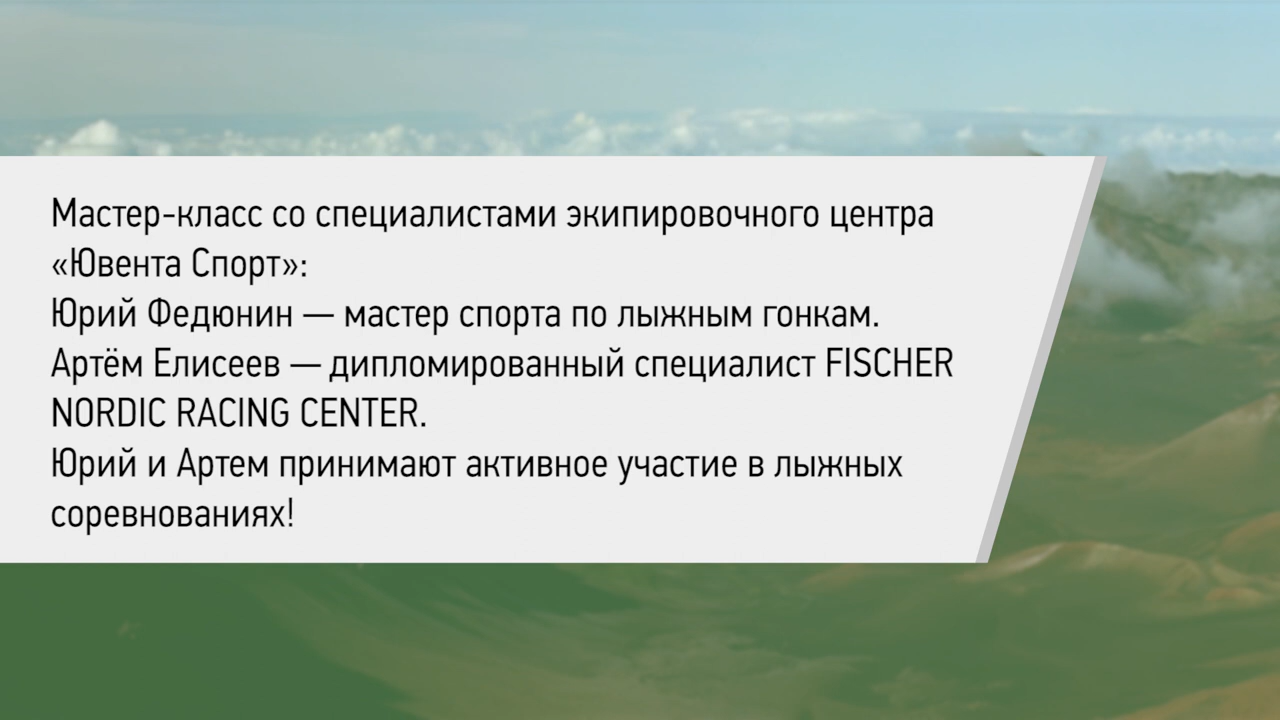 Мастер-класс со специалистами экипировочного центра
«Ювента Спорт»:
Юрий Федюнин — мастер спорта по лыжным гонкам.
Артём Елисеев — дипломированный специалист FISCHER
NORDIC RACING CENTER.
Юрий и Артем принимают активное участие в лыжных
соревнованиях!